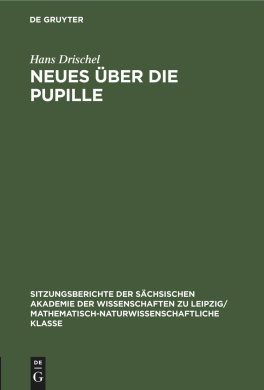 DE GRUYTER
Hans Drischel
NEUES ÜBER DIE
PUPILLE
SITZUNGSBERICHTE DER SÄCHSISCHEN
AKADEMIE DER WISSENSCHAFTEN ZU LEIPZIG/
MATHEMATISCH-NATURWISSENSCHAFTLICHE
KLASSE
DE
G